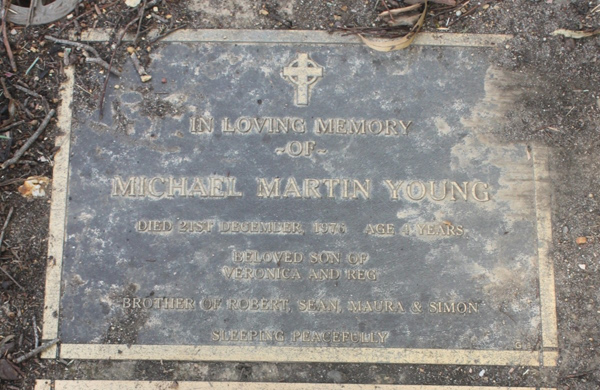 IN LOVING MEMORY
-OF-
MICHAEL MARTIN YOUNG
DIED 21ST DECEMBER, 1976 AGE 4 YEARS.
BELOVED SON OF
VERONICA AND REG
BROTHER OF ROBERT, SEAN, MAURA & SIMON
SLEEPING PEACEFULLY